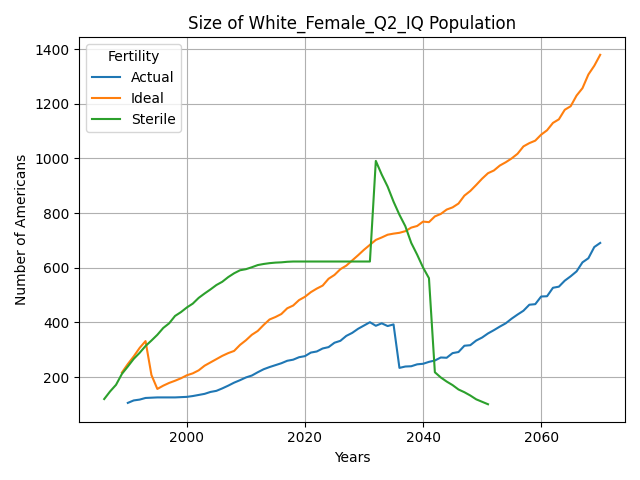 Size of White_Female_Q2_IQ Population
Fertility
Actual
Ideal
Sterile
Number of Americans
1400
1200
1000
800
600
400
200
2000
2020
2040
2060
Years